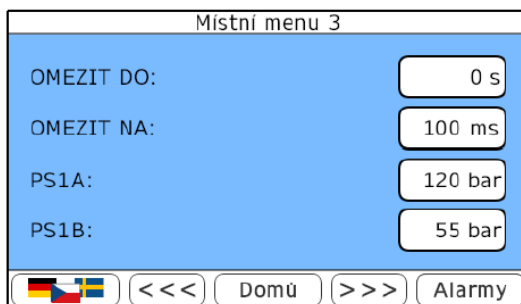 Místní menu 3
OMEZIT DO: 0 s
OMEZIT NA: 100 ms
PS1A: 120 bar
PS1B: 55 bar
<<< Domů >>> Alarmy